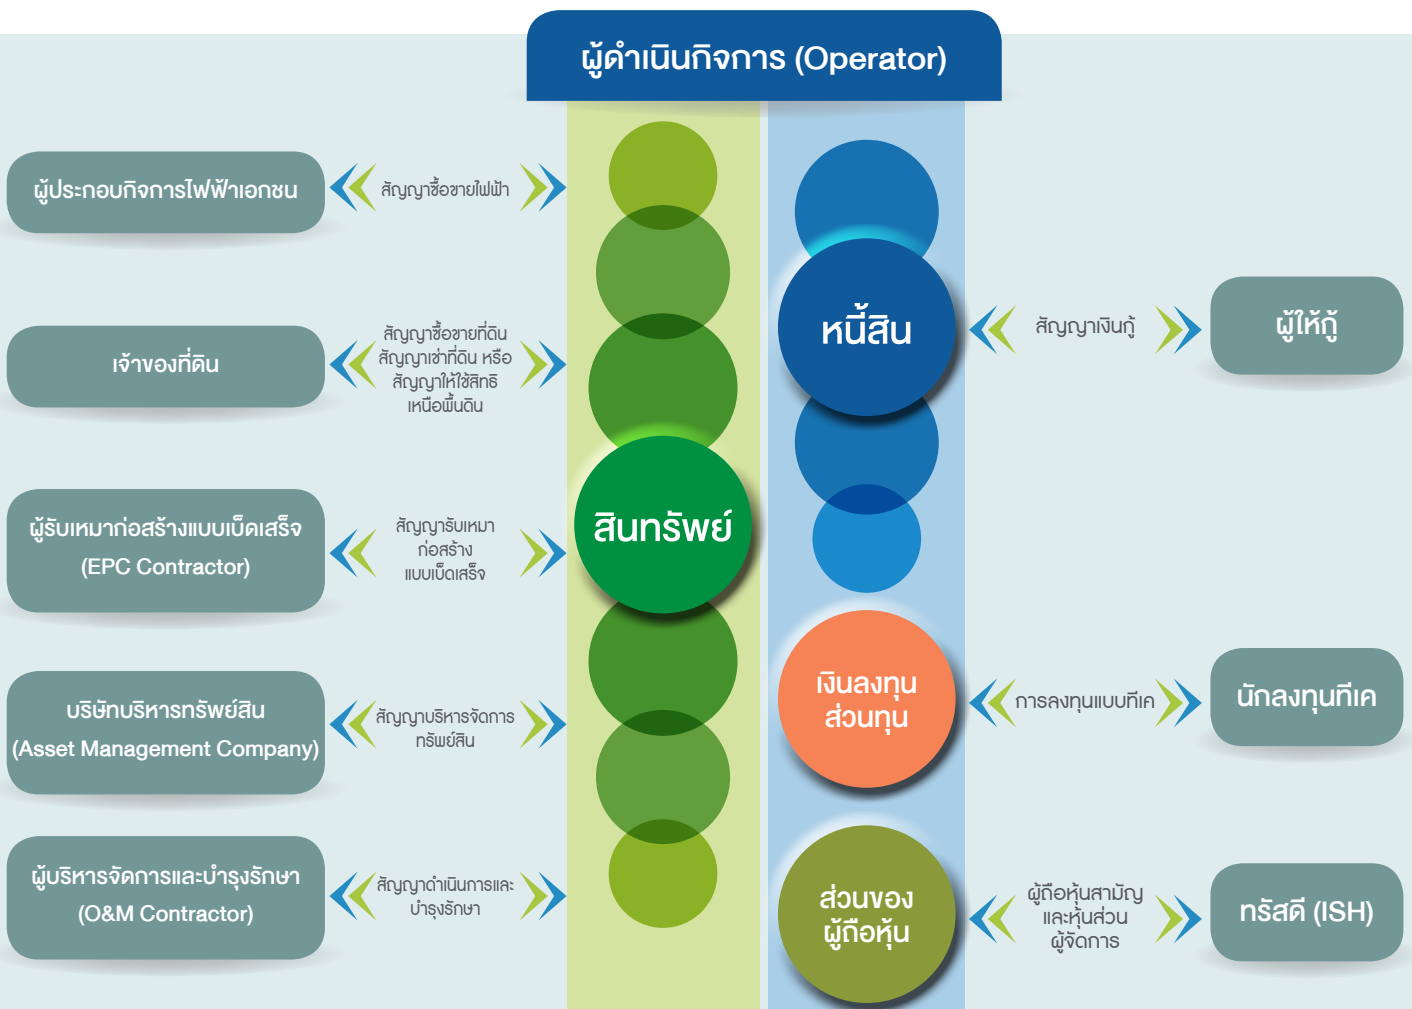 ผู้ดำเนินกิจการ (Operator)
ผู้ประกอบกิจการไฟฟ้าเอกชน
สัญญาซื้อขายไฟฟ้า
เจ้าของที่ดิน
สัญญาซื้อขายที่ดิน
สัญญาเช่าที่ดิน หรือ
สัญญาให้ใช้สิทธิ
เหนือพื้นดิน
ผู้รับเหมาก่อสร้างแบบเบ็ดเสร็จ
(EPC Contractor)
สัญญารับเหมา
ก่อสร้าง
แบบเบ็ดเสร็จ
บริษัทบริหารทรัพย์สิน
(Asset Management Company)
สัญญาบริหารจัดการ
ทรัพย์สิน
ผู้บริหารจัดการและบำรุงรักษา
(O&M Contractor)
สัญญาดำเนินการและ
บำรุงรักษา
สินทรัพย์
หนี้สิน
สัญญาเงินกู้
ผู้ให้กู้
เงินลงทุน
ส่วนทุน
การลงทุนแบบทีเค
นักลงทุนทีเค
ส่วนของ
ผู้ถือหุ้น
ผู้ถือหุ้นสามัญ
และหุ้นส่วน
ผู้จัดการ
ทรัสตี (ISH)